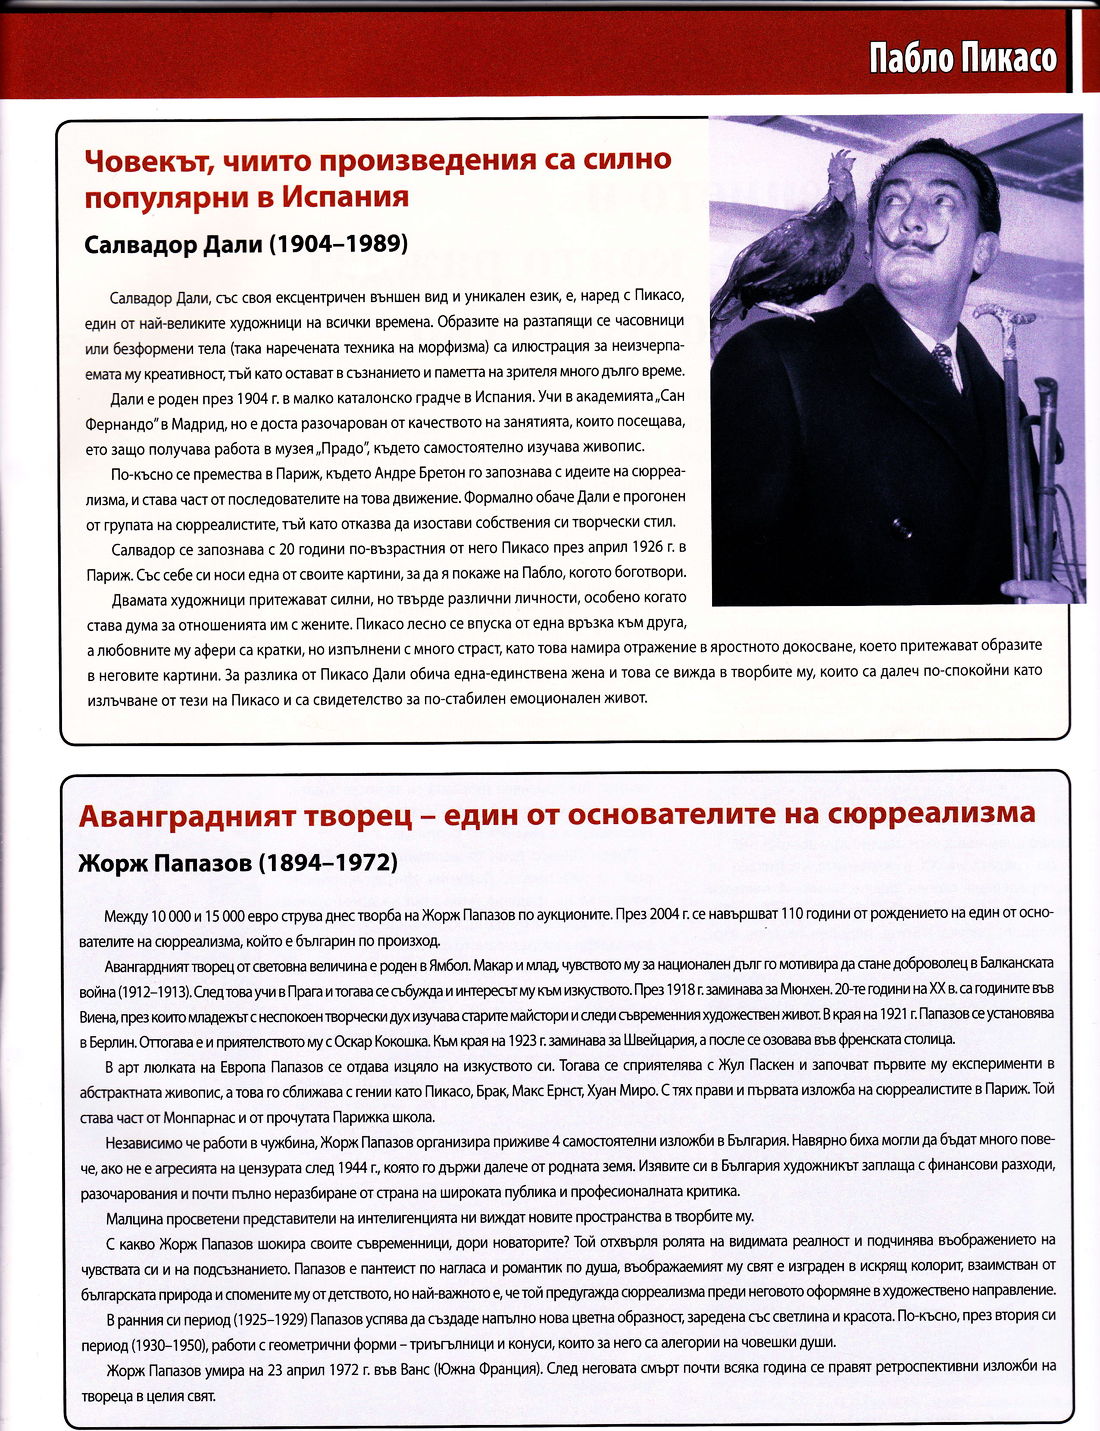 Пабло Пикасо
Човекът, чиито произведения са силно
популярни в Испания
Салвадор Дали (1904–1989)
Салвадор Дали, със своя ексцентричен външен вид и уникален език, е, наред с Пикасо,
един от най-великите художници на всички времена. Образите на разтапящи се часовници
или безформени тела (така наречената техника на морфизма) са илюстрация за неизчерпа-
емата му креативност, тъй като остават в съзнанието и паметта на зрителя много дълго време.
Дали е роден през 1904 г. в малко каталонско градче в Испания. Учи в академията „Сан
Фернандо” в Мадрид, но е доста разочарован от качеството на занятията, които посещава,
ето защо получава работа в музея „Прадо”, където самостоятелно изучава живопис.
По-късно се премества в Париж, където Андре Бретон го запознава с идеите на сюрреа-
лизма, и става част от последователите на това движение. Формално обаче Дали е прогонен
от групата на сюрреалистите, тъй като отказва да изостави собствения си творчески стил.
Салвадор се запознава с 20 години по-възрастния от него Пикасо през април 1926 г. в
Париж. Със себе си носи една от своите картини, за да я покаже на Пабло, когото боготвори.
Двамата художници притежават силни, но твърде различни личности, особено когато
става дума за отношенията им с жените. Пикасо лесно се впуска от една връзка към друга,
а любовните му афери са кратки, но изпълнени с много страст, като това намира отражение в яростното докосване, което притежават образите
в неговите картини. За разлика от Пикасо Дали обича една-единствена жена и това се вижда в творбите му, които са далеч по-спокойни като
излъчване от тези на Пикасо и са свидетелство за по-стабилен емоционален живот.
Аванградният творец – един от основателите на сюрреализма
Жорж Папазов (1894–1972)
Между 10 000 и 15 000 евро струва днес творба на Жорж Папазов по аукционите. През 2004 г. се навършват 110 години от рождението на един от осно-
вателите на сюрреализма, който е българин по произход.
Авангардният творец от световна величина е роден в Ямбол. Макар и млад, чувството му за национален дълг го мотивира да стане доброволец в Балканската
война (1912–1913). След това учи в Прага и тогава се събужда и интересът му към изкуството. През 1918 г. заминава за Мюнхен. 20-те години на XX в. са годините във
Виена, през които младежът с неспокоен творчески дух изучава старите майстори и следи съвременния художествен живот. В края на 1921 г. Папазов се установява
в Берлин. Оттогава е и приятелството му с Оскар Кокошка. Към края на 1923 г. заминава за Швейцария, а после се озовава във френската столица.
В арт люлката на Европа Папазов се отдава изцяло на изкуството си. Тогава се сприятелява с Жул Паскен и започват първите му експерименти в
абстрактната живопис, а това го сближава с гении като Пикасо, Брак, Макс Ернст, Хуан Миро. С тях прави и първата изложба на сюрреалистите в Париж. Той
става част от Монпарнас и от прочутата Парижка школа.
Независимо че работи в чужбина, Жорж Папазов организира приживе 4 самостоятелни изложби в България. Навярно биха могли да бъдат много пове-
че, ако не е агресията на цензурата след 1944 г., която го държи далече от родната земя. Изявите си в България художникът заплаща с финансови разходи,
разочарования и почти пълно неразбиране от страна на широката публика и професионалната критика.
Малцина просветени представители на интелигенцията ни виждат новите пространства в творбите му.
С какво Жорж Папазов шокира своите съвременници, дори новаторите? Той отхвърля ролята на видимата реалност и подчинява въображението на
чувствата си и на подсъзнанието. Папазов е пантеист по нагласа и романтик по душа, въображаемият му свят е изграден в искрящ колорит, взаимстван от
българската природа и спомените му от детството, но най-важното е, че той предугажда сюрреализма преди неговото оформяне в художествено направление.
В ранния си период (1925–1929) Папазов успява да създаде напълно нова цветна образност, заредена със светлина и красота. По-късно, през втория си
период (1930–1950), работи с геометрични форми – триъгълници и конуси, които за него са алегории на човешки души.
Жорж Папазов умира на 23 април 1972 г. във Ванс (Южна Франция). След неговата смърт почти всяка година се правят ретроспективни изложби на
твореца в целия свят.